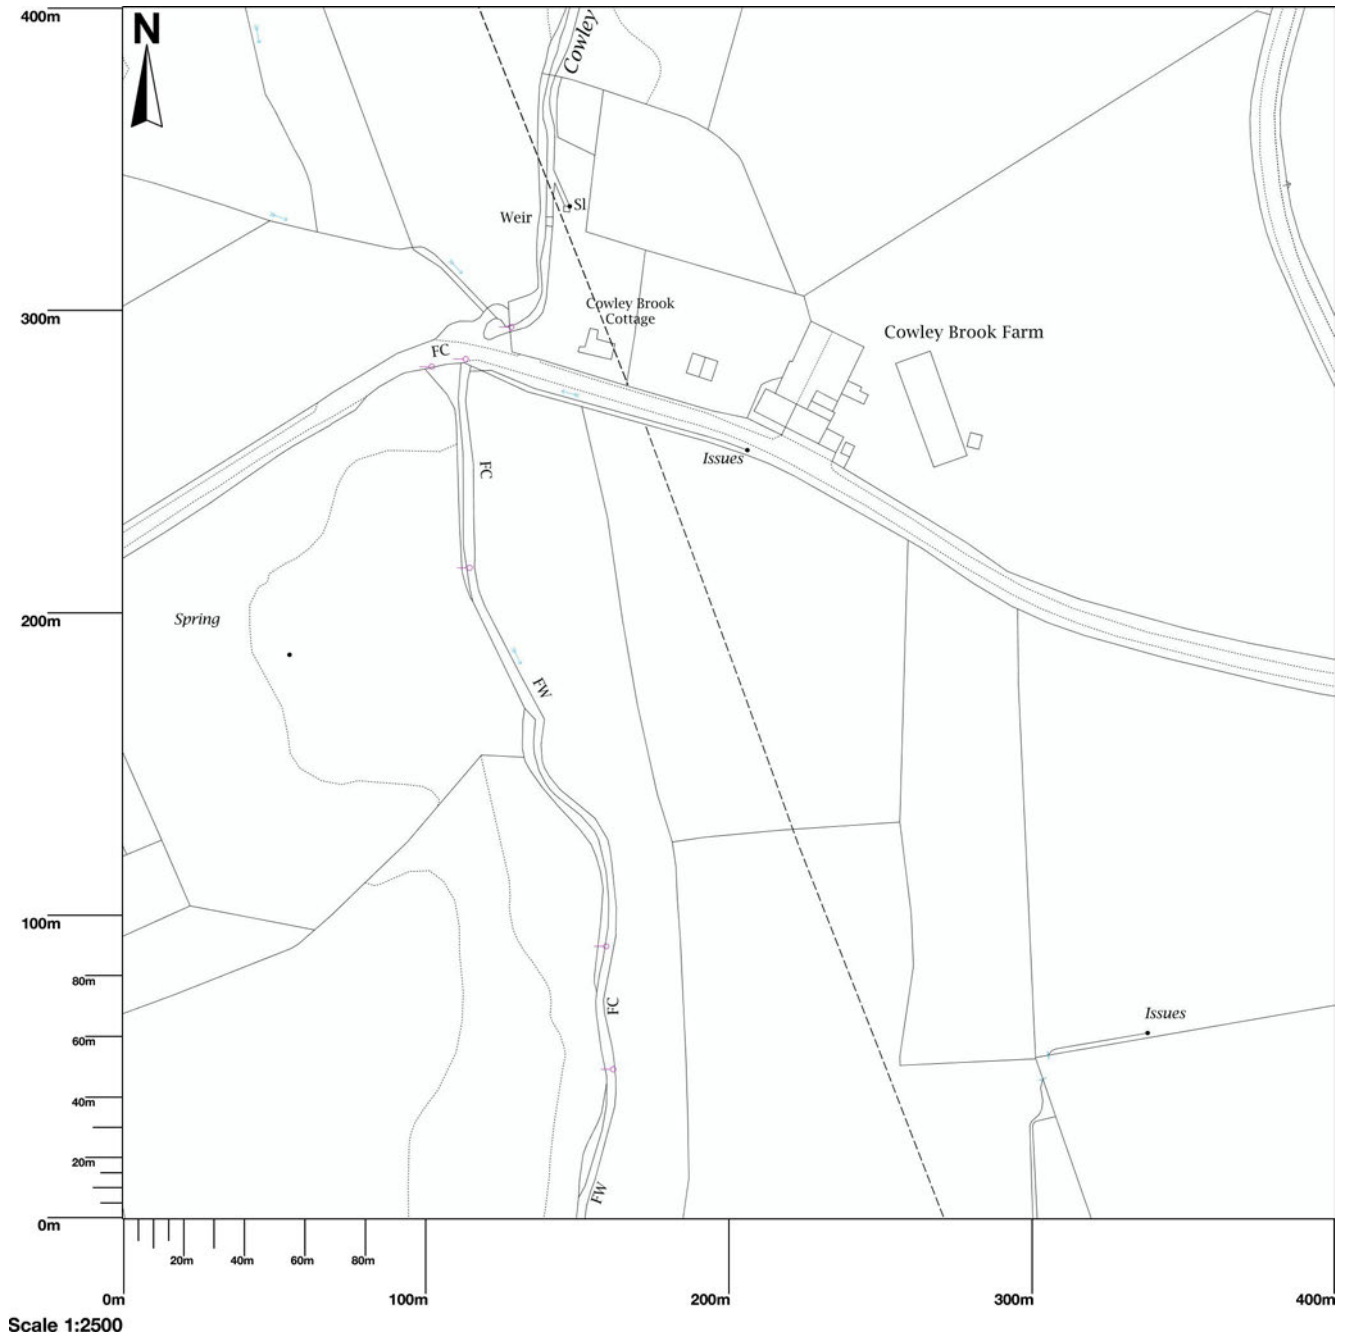 400m
N
Cowley
Sl
Weir
300m
Cowley Brook
Cottage
Cowley Brook Farm
FC
FC
Issues
200m
Spring
FW
100m
80m
FC
Issues
60m
40m
20m
FW
0m
20m
40m
60m
80m
0m
100m
200m
300m
400m
Scale 1:2500